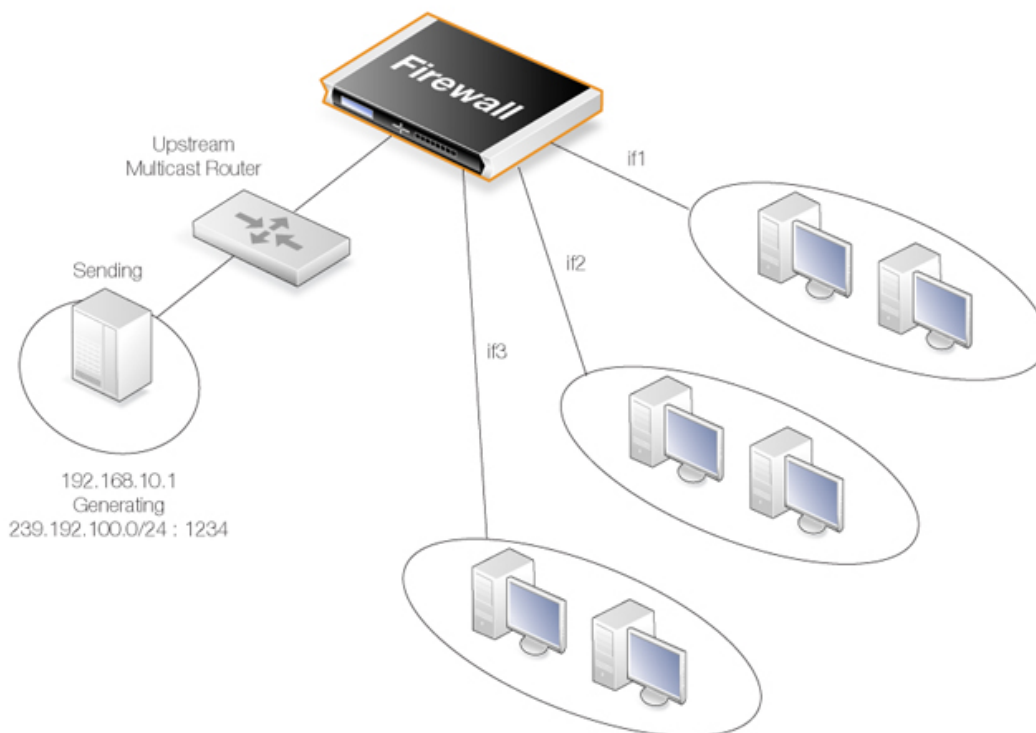 Firewall
Upstream
Multicast Router
if1
Sending
if2
if3
192.168.10.1
Generating
239.192.100.0/24 : 1234